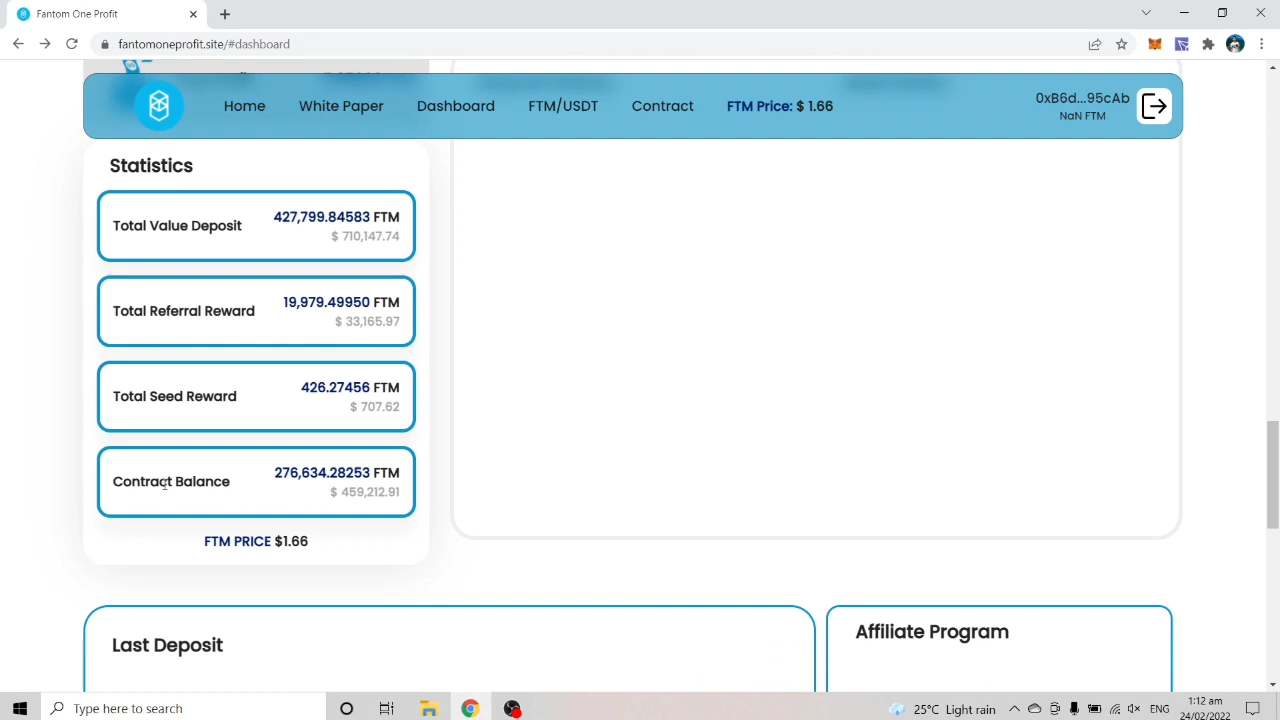 Fantom One Profit
fantomoneprofit.site/#dashboard
Home
White Paper
Dashboard
FTM/USDT
Contract
FTM Price: $ 1.66
0xB6d...95cAb
NaN FTM
Statistics
Total Value Deposit
427,799.84583 FTM
$ 710,147.74
Total Referral Reward
19,979.49950 FTM
$ 33,165.97
Total Seed Reward
426.27456 FTM
$ 707.62
Contract Balance
276,634.28253 FTM
$ 459,212.91
FTM PRICE $1.66
Last Deposit
Affiliate Program
Type here to search
25°C Light rain
ENG
1:12 am
24/02/2022